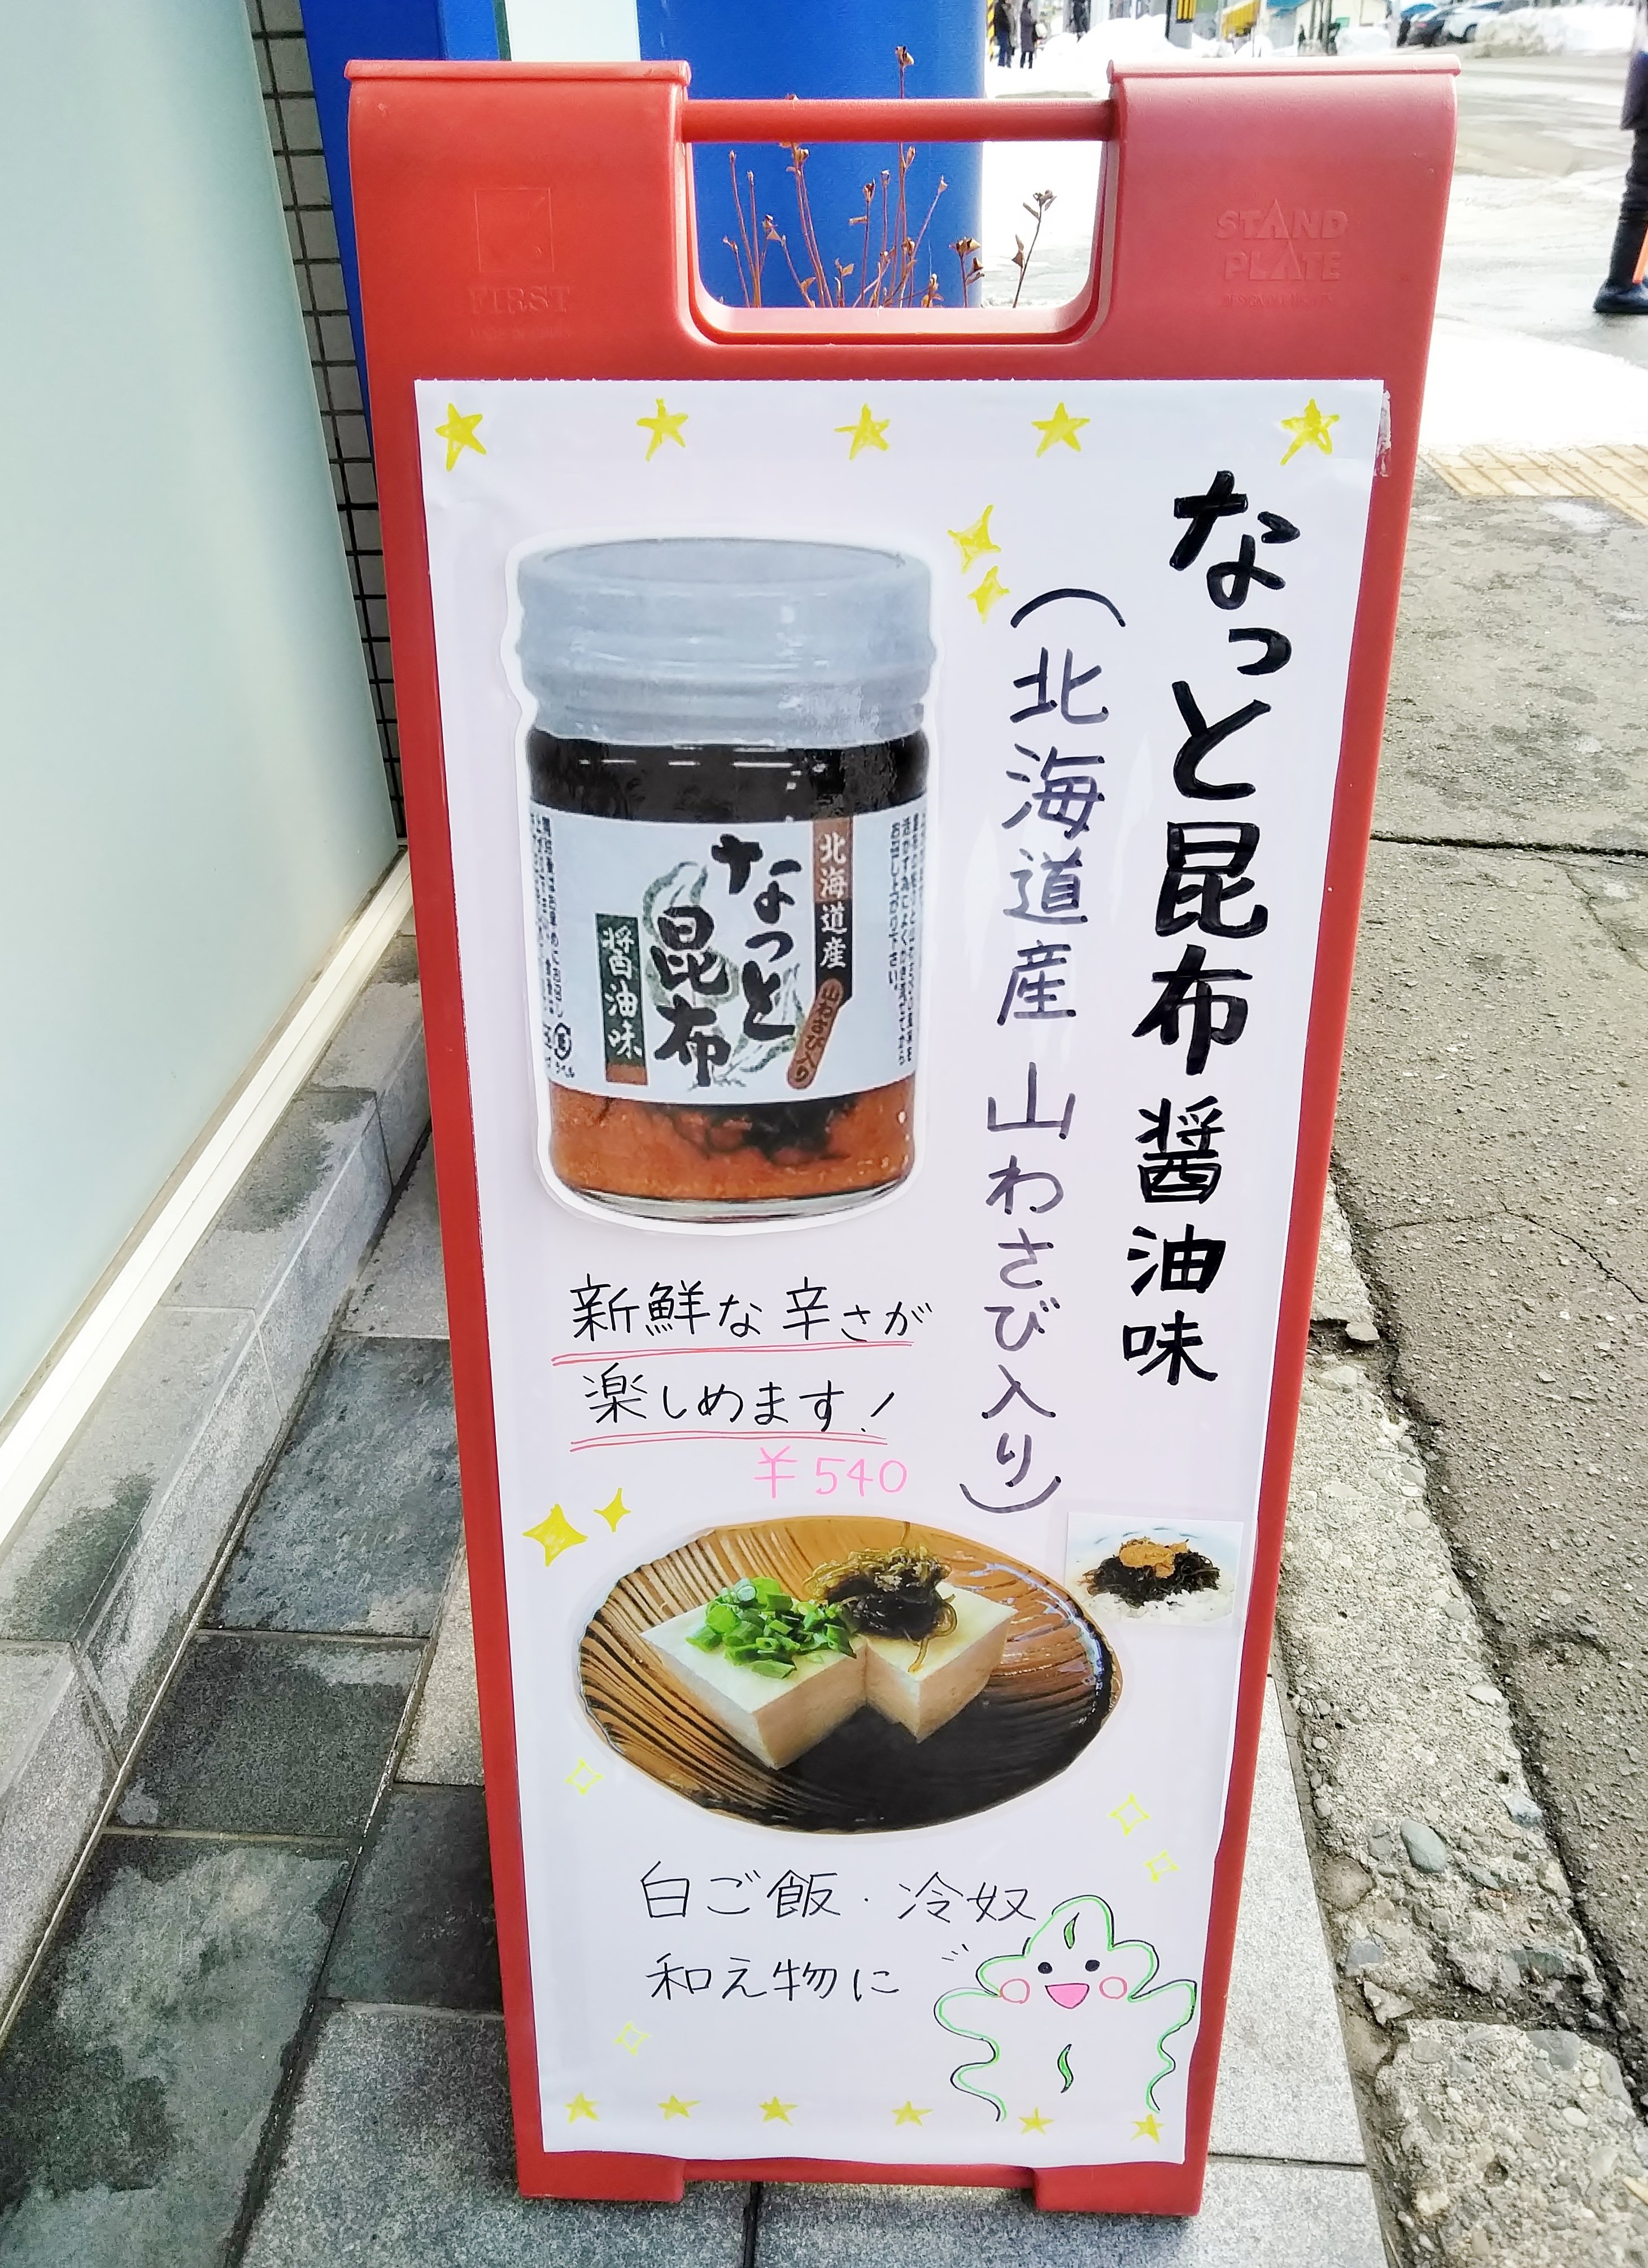 FIRST
STAND
PLATE
なっと昆布 醤油味
(北海道産 山わさび入り)
北海道産
山わさび入り
なっと
昆布
醤油味
新鮮な辛さが
楽しめます!
¥540
白ご飯・冷奴
和え物に